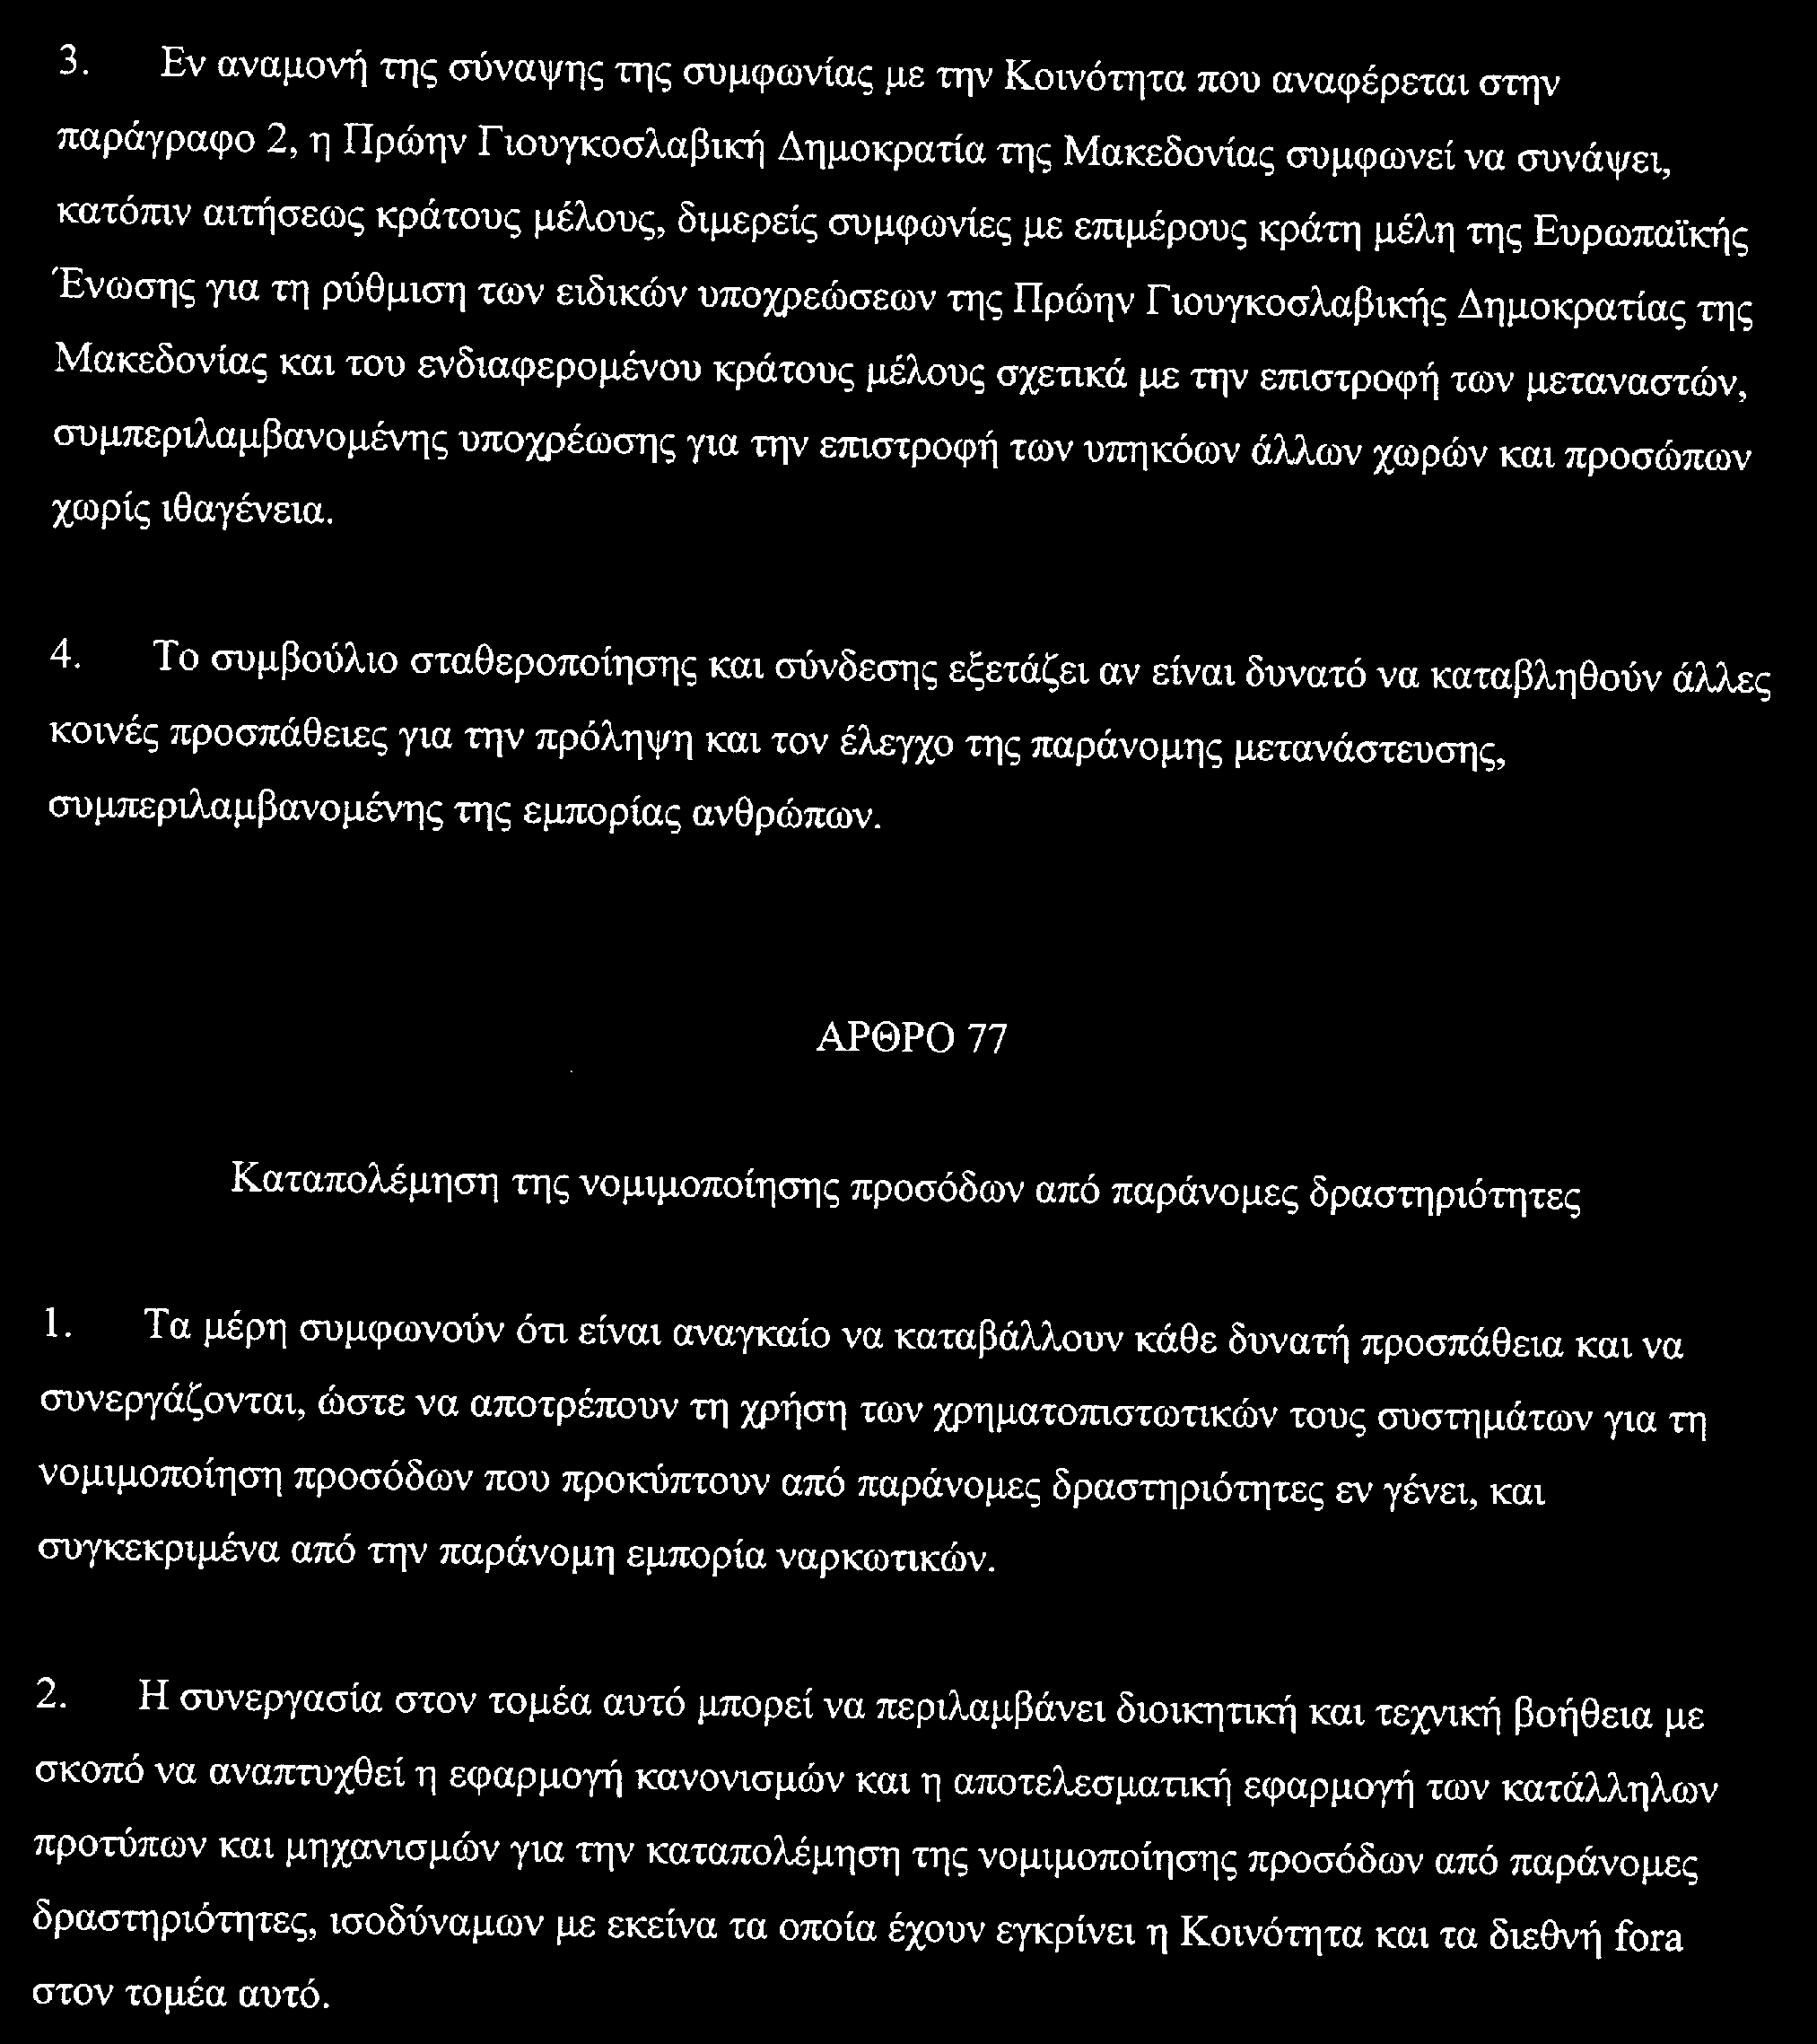 3. Εν αναμονή της σύναψης της συμφωνίας με την Κοινότητα που αναφέρεται στην
παράγραφο 2, η Πρώην Γιουγκοσλαβική Δημοκρατία της Μακεδονίας συμφωνεί να συνάψει,
κατόπιν αιτήσεως κράτους μέλους, διμερείς συμφωνίες με επιμέρους κράτη μέλη της Ευρωπαϊκής
Ένωσης για τη ρύθμιση των ειδικών υποχρεώσεων της Πρώην Γιουγκοσλαβικής Δημοκρατίας της
Μακεδονίας και του ενδιαφερομένου κράτους μέλους σχετικά με την επιστροφή των μεταναστών,
συμπεριλαμβανομένης υποχρέωσης για την επιστροφή των υπηκόων άλλων χωρών και προσώπων
χωρίς ιθαγένεια.
4. Το συμβούλιο σταθεροποίησης και σύνδεσης εξετάζει αν είναι δυνατό να καταβληθούν άλλες
κοινές προσπάθειες για την πρόληψη και τον έλεγχο της παράνομης μετανάστευσης,
συμπεριλαμβανομένης της εμπορίας ανθρώπων.
ΑΡΘΡΟ 77
Καταπολέμηση της νομιμοποίησης προσόδων από παράνομες δραστηριότητες
1. Τα μέρη συμφωνούν ότι είναι αναγκαίο να καταβάλλουν κάθε δυνατή προσπάθεια και να
συνεργάζονται, ώστε να αποτρέπουν τη χρήση των χρηματοπιστωτικών τους συστημάτων για τη
νομιμοποίηση προσόδων που προκύπτουν από παράνομες δραστηριότητες εν γένει, και
συγκεκριμένα από την παράνομη εμπορία ναρκωτικών.
2. Η συνεργασία στον τομέα αυτό μπορεί να περιλαμβάνει διοικητική και τεχνική βοήθεια με
σκοπό να αναπτυχθεί η εφαρμογή κανονισμών και η αποτελεσματική εφαρμογή των κατάλληλων
προτύπων και μηχανισμών για την καταπολέμηση της νομιμοποίησης προσόδων από παράνομες
δραστηριότητες, ισοδύναμων με εκείνα τα οποία έχουν εγκρίνει η Κοινότητα και τα διεθνή fora
στον τομέα αυτό.